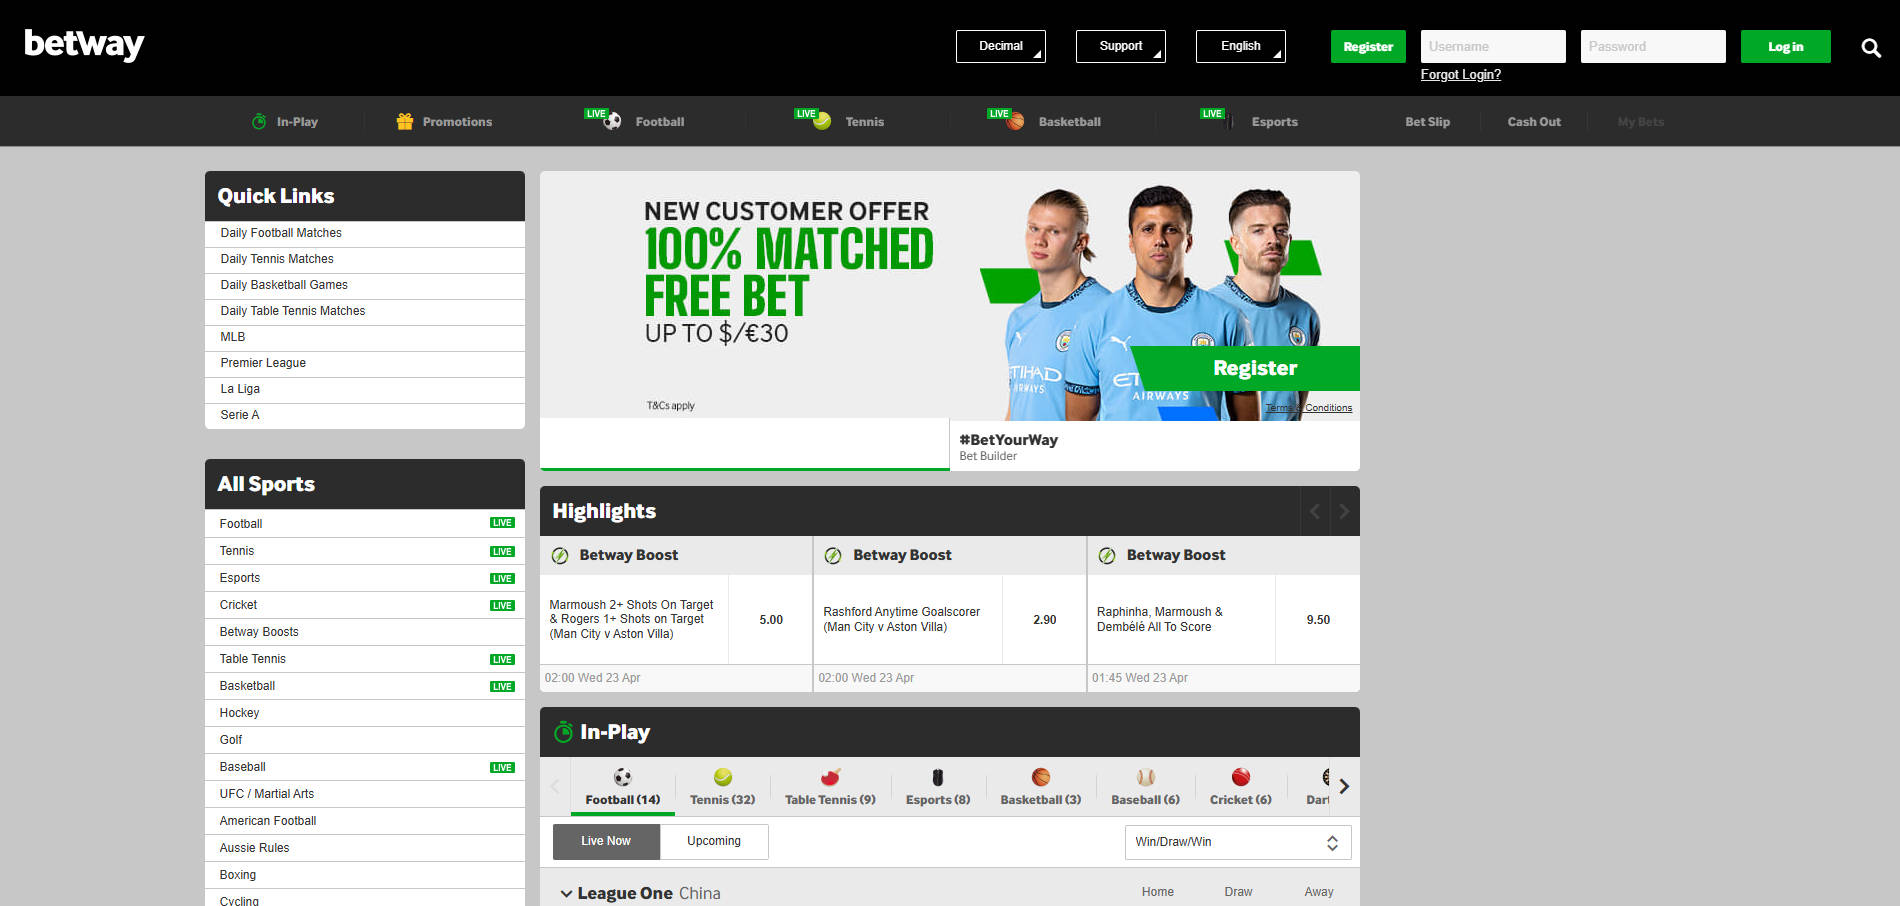 betway
Decimal
Support
English
Register
Username
Password
Log in
Forgot Login?
In-Play
Promotions
LIVE
Football
LIVE
Tennis
LIVE
Basketball
LIVE
Esports
Bet Slip
Cash Out
My Bets
Quick Links
Daily Football Matches
Daily Tennis Matches
Daily Basketball Games
Daily Table Tennis Matches
MLB
Premier League
La Liga
Serie A
All Sports
Football LIVE
Tennis LIVE
Esports LIVE
Cricket LIVE
Betway Boosts
Table Tennis LIVE
Basketball LIVE
Hockey
Golf
Baseball LIVE
UFC / Martial Arts
American Football
Aussie Rules
Boxing
Cycling
NEW CUSTOMER OFFER
100% MATCHED
FREE BET
UP TO $/€30
T&Cs apply
Register
AIRWAYS
Terms & Conditions
#BetYourWay
Bet Builder
Highlights
Betway Boost
Marmoush 2+ Shots On Target
& Rogers 1+ Shots on Target
(Man City v Aston Villa)
5.00
02:00 Wed 23 Apr
Betway Boost
Rashford Anytime Goalscorer
(Man City v Aston Villa)
2.90
02:00 Wed 23 Apr
Betway Boost
Raphinha, Marmoush &
Dembélé All To Score
9.50
01:45 Wed 23 Apr
In-Play
Football (14)
Tennis (32)
Table Tennis (9)
Esports (8)
Basketball (3)
Baseball (6)
Cricket (6)
Live Now
Upcoming
Win/Draw/Win
League One China
Home
Draw
Away